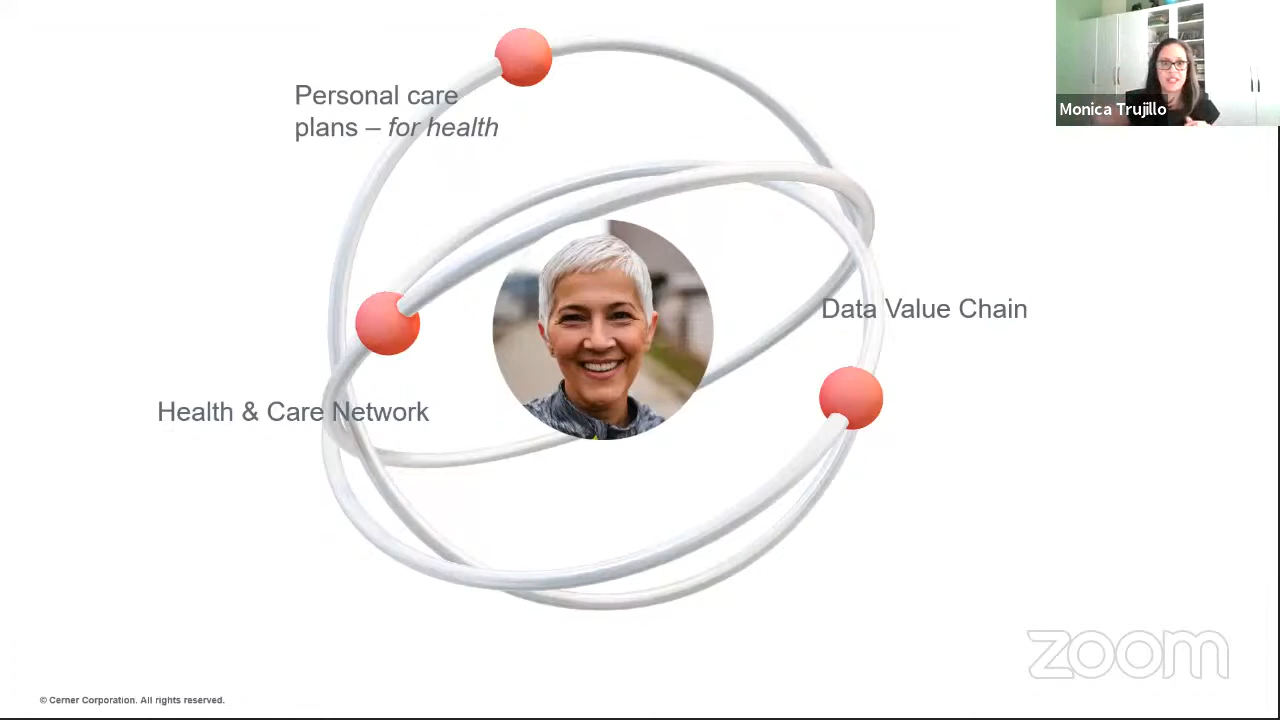 Personal care
plans – for health
Monica Trujillo
Data Value Chain
Health & Care Network
zoom
© Cerner Corporation. All rights reserved.